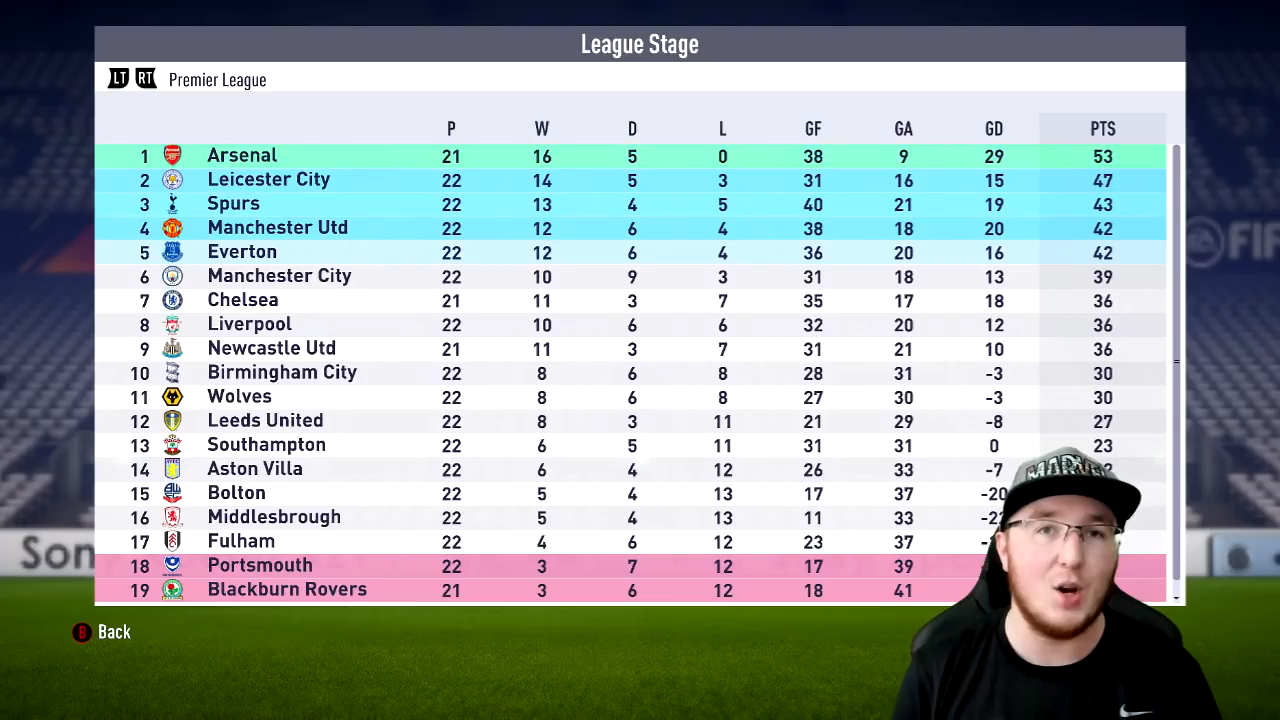 League Stage
LT RT Premier League
P W D L GF GA GD PTS
1 Arsenal 21 16 5 0 38 9 29 53
2 Leicester City 22 14 5 3 31 16 15 47
3 Spurs 22 13 4 5 40 21 19 43
4 Manchester Utd 22 12 6 4 38 18 20 42
5 Everton 22 12 6 4 36 20 16 42
6 Manchester City 22 10 9 3 31 18 13 39
7 Chelsea 21 11 3 7 35 17 18 36
8 Liverpool 22 10 6 6 32 20 12 36
9 Newcastle Utd 21 11 3 7 31 21 10 36
10 Birmingham City 22 8 6 8 28 31 -3 30
11 Wolves 22 8 6 8 27 30 -3 30
12 Leeds United 22 8 3 11 21 29 -8 27
13 Southampton 22 6 5 11 31 31 0 23
14 Aston Villa 22 6 4 12 26 33 -7
15 Bolton 22 5 4 13 17 37 -20
16 Middlesbrough 22 5 4 13 11 33
17 Fulham 22 4 6 12 23 37
18 Portsmouth 22 3 7 12 17 39
19 Blackburn Rovers 21 3 6 12 18 41
B Back
EA FIF
Son
MARVEL